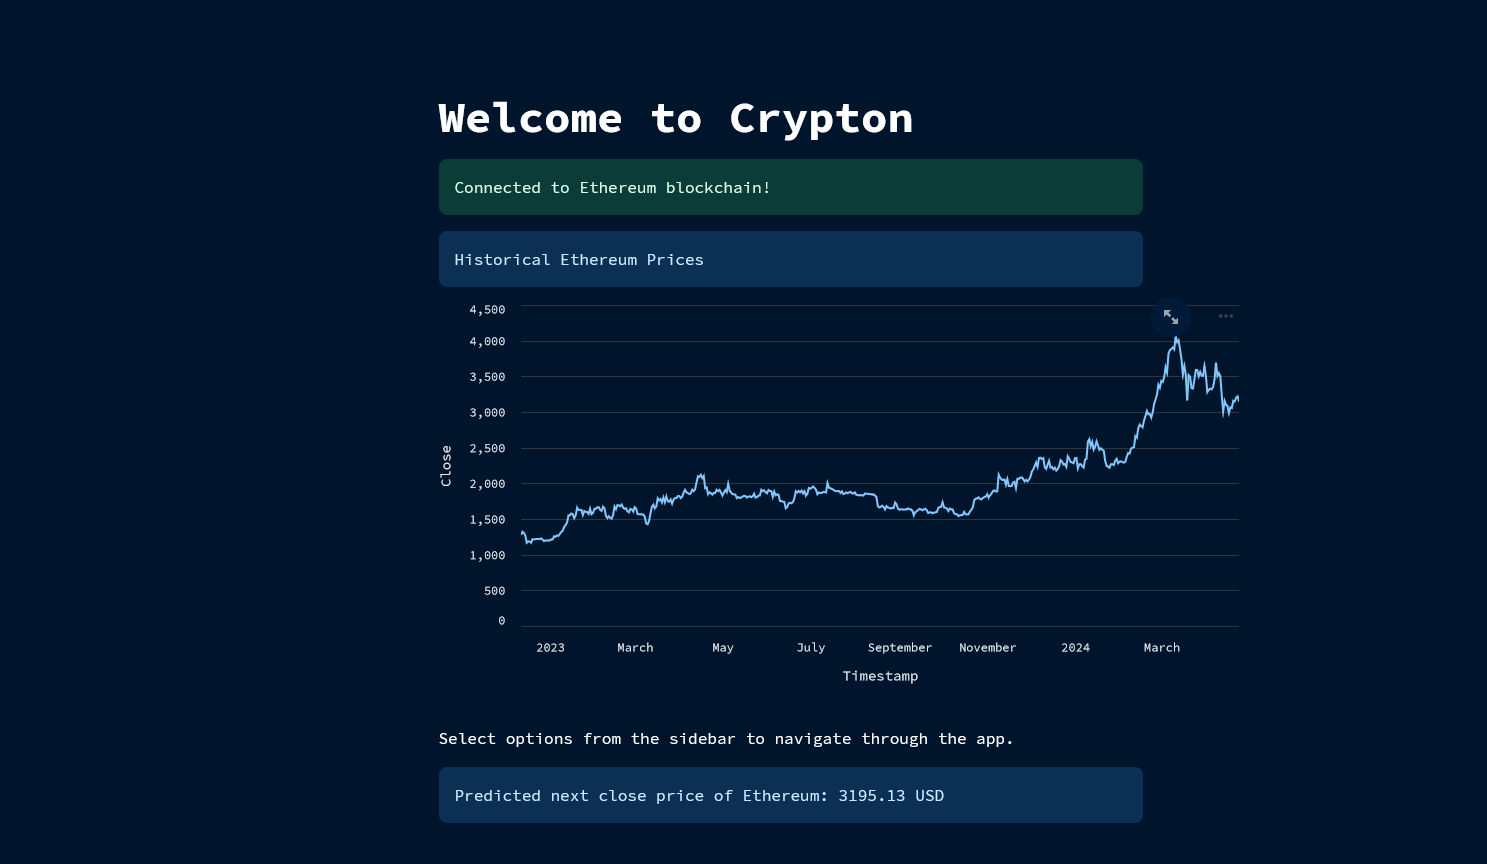 Welcome to Crypton
Connected to Ethereum blockchain!
Historical Ethereum Prices
4,500
4,000
3,500
3,000
2,500
2,000
1,500
1,000
500
0
Close
2023 March May July September November 2024 March
Timestamp
Select options from the sidebar to navigate through the app.
Predicted next close price of Ethereum: 3195.13 USD